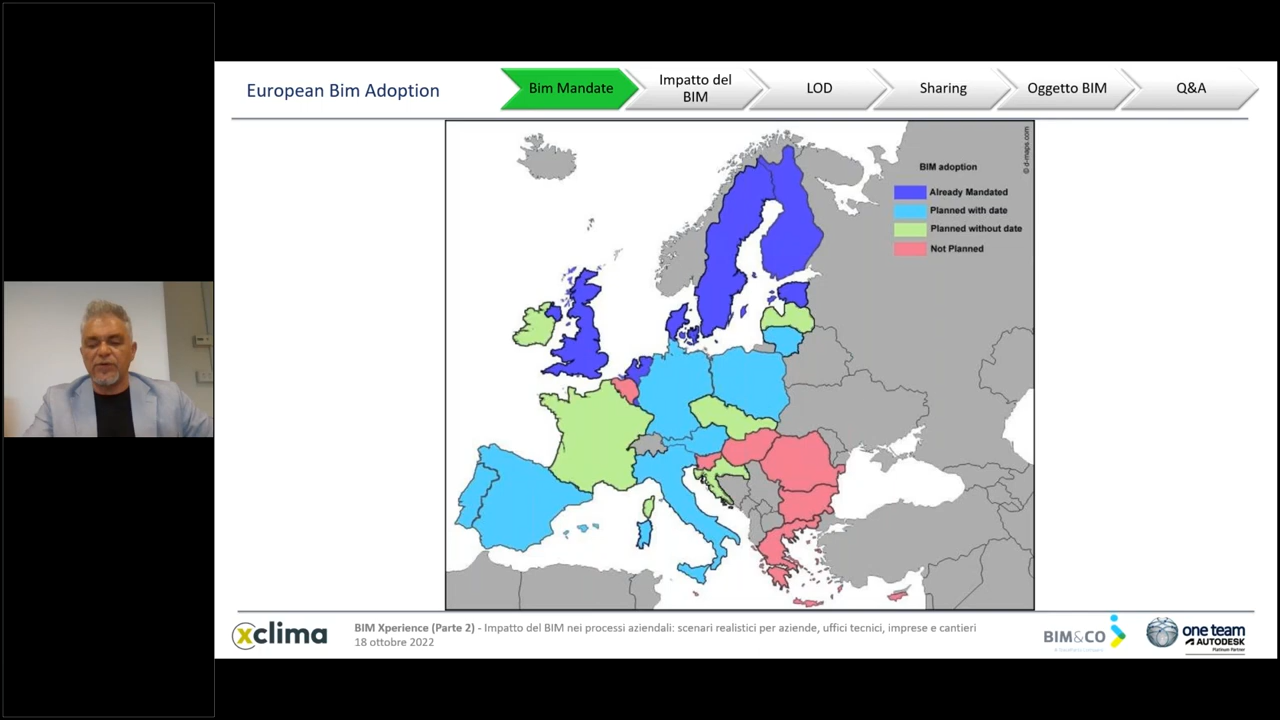 European Bim Adoption
Bim Mandate
Impatto del
BIM
LOD
Sharing
Oggetto BIM
Q&A
© d-maps.com
BIM adoption
Already Mandated
Planned with date
Planned without date
Not Planned
xclima
BIM Xperience (Parte 2) - Impatto del BIM nei processi aziendali: scenari realistici per aziende, uffici tecnici, imprese e cantieri
18 ottobre 2022
BIM&CO
one team
AUTODESK
Platinum Partner